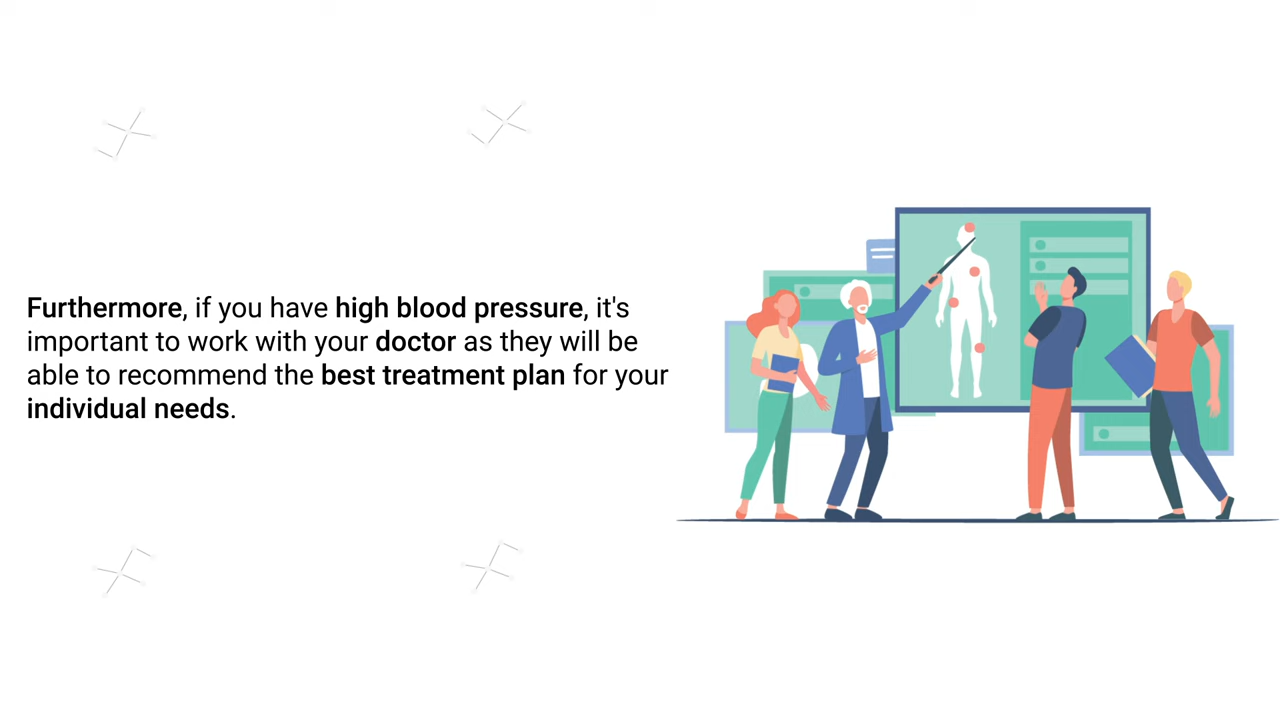 Furthermore, if you have high blood pressure, it's
important to work with your doctor as they will be
able to recommend the best treatment plan for your
individual needs.